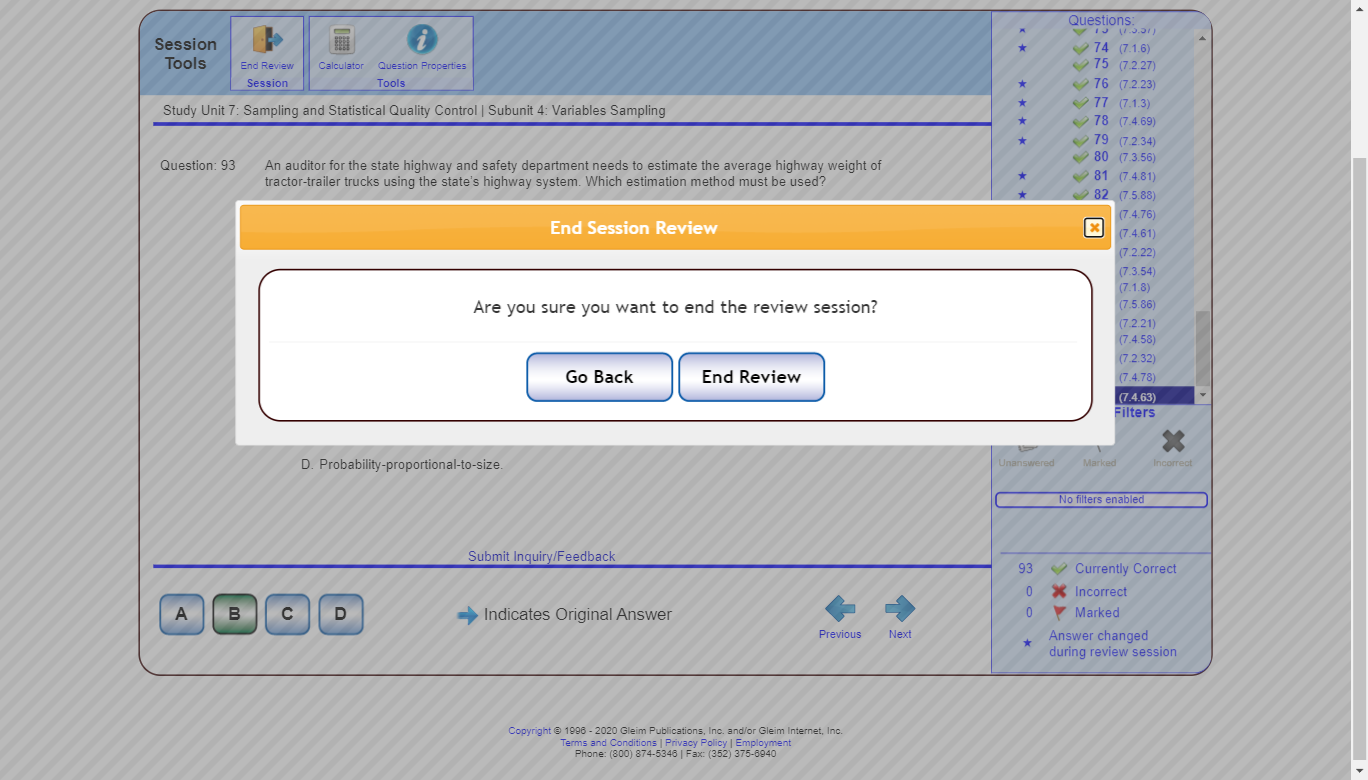 Session
Tools
End Review
Session
Calculator
Question Properties
Tools
Study Unit 7: Sampling and Statistical Quality Control | Subunit 4: Variables Sampling
Question: 93
An auditor for the state highway and safety department needs to estimate the average highway weight of
tractor-trailer trucks using the state's highway system. Which estimation method must be used?
Questions:
73 (7.3.57)
74 (7.1.6)
75 (7.2.27)
76 (7.2.23)
77 (7.1.3)
78 (7.4.69)
79 (7.2.34)
80 (7.3.56)
81 (7.4.81)
82 (7.5.88)
(7.4.76)
(7.4.61)
(7.2.22)
(7.3.54)
(7.1.8)
(7.5.86)
(7.2.21)
(7.4.58)
(7.2.32)
(7.4.78)
(7.4.63)
End Session Review
Are you sure you want to end the review session?
Go Back
End Review
D. Probability-proportional-to-size.
Filters
Unanswered
Marked
Incorrect
No filters enabled
Submit Inquiry/Feedback
93 Currently Correct
0 Incorrect
0 Marked
Answer changed
during review session
A
B
C
D
Indicates Original Answer
Previous
Next
Copyright © 1996 - 2020 Gleim Publications, Inc. and/or Gleim Internet, Inc.
Terms and Conditions | Privacy Policy | Employment
Phone: (800) 874-5346 | Fax: (352) 375-6940